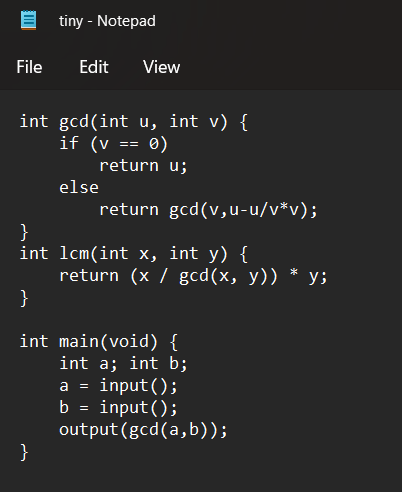 tiny - Notepad
File Edit View
int gcd(int u, int v) {
    if (v == 0)
        return u;
    else
        return gcd(v,u-u/v*v);
}
int lcm(int x, int y) {
    return (x / gcd(x, y)) * y;
}

int main(void) {
    int a; int b;
    a = input();
    b = input();
    output(gcd(a,b));
}